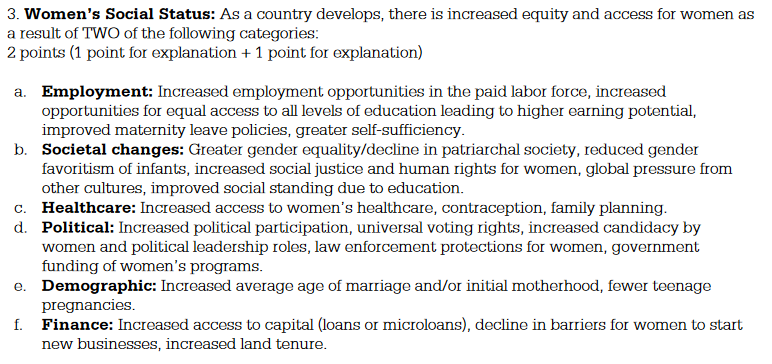 3. Women's Social Status: As a country develops, there is increased equity and access for women as
a result of TWO of the following categories:
2 points (1 point for explanation + 1 point for explanation)
a. Employment: Increased employment opportunities in the paid labor force, increased
opportunities for equal access to all levels of education leading to higher earning potential,
improved maternity leave policies, greater self-sufficiency.
b. Societal changes: Greater gender equality/decline in patriarchal society, reduced gender
favoritism of infants, increased social justice and human rights for women, global pressure from
other cultures, improved social standing due to education.
c. Healthcare: Increased access to women's healthcare, contraception, family planning.
d. Political: Increased political participation, universal voting rights, increased candidacy by
women and political leadership roles, law enforcement protections for women, government
funding of women's programs.
e. Demographic: Increased average age of marriage and/or initial motherhood, fewer teenage
pregnancies.
f. Finance: Increased access to capital (loans or microloans), decline in barriers for women to start
new businesses, increased land tenure.